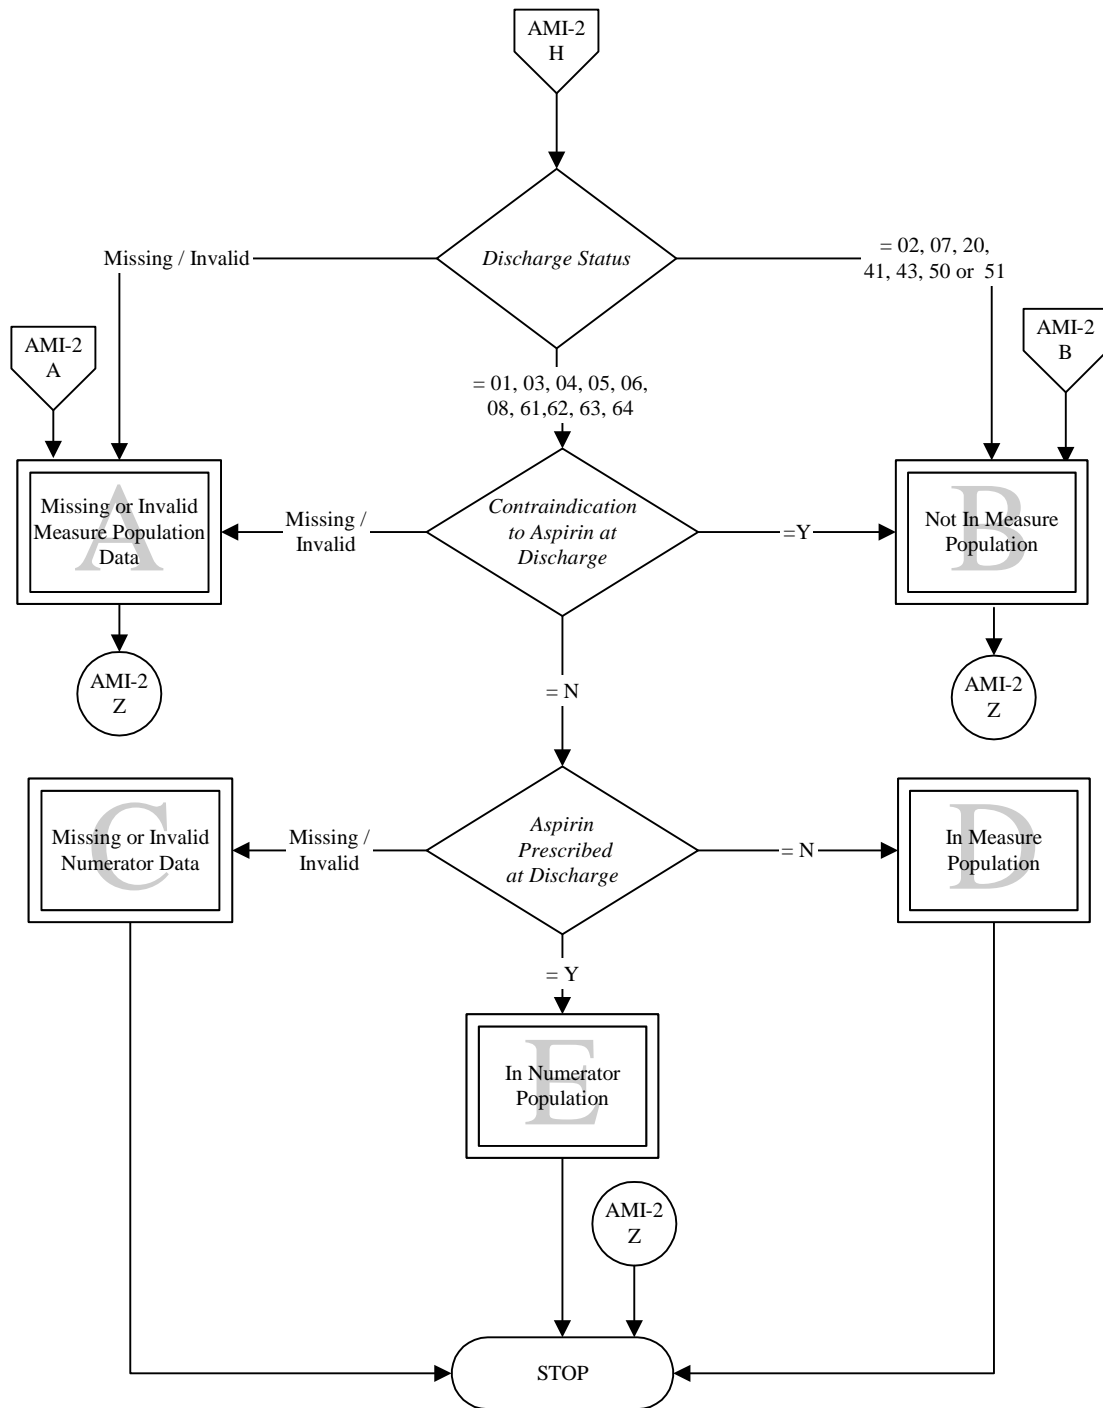 AMI-2
H
Discharge Status
Missing / Invalid
= 02, 07, 20,
41, 43, 50 or 51
AMI-2
A
AMI-2
B
= 01, 03, 04, 05, 06,
08, 61,62, 63, 64
A
Missing or Invalid
Measure Population
Data
Missing /
Invalid
Contraindication
to Aspirin at
Discharge
=Y
B
Not In Measure
Population
AMI-2
Z
AMI-2
Z
= N
C
Missing or Invalid
Numerator Data
Missing /
Invalid
Aspirin
Prescribed
at Discharge
= N
D
In Measure
Population
= Y
E
In Numerator
Population
AMI-2
Z
STOP